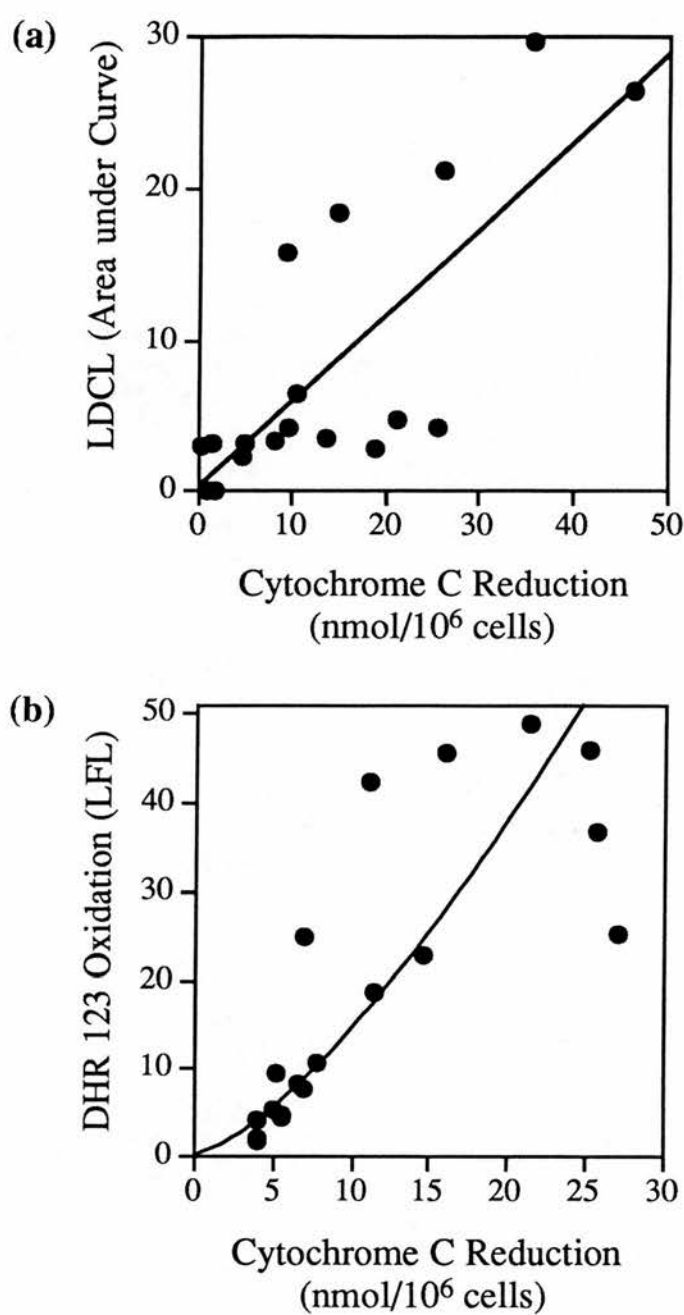 (a)
LDCL (Area under Curve)
30
20
10
0
0 10 20 30 40 50
Cytochrome C Reduction
(nmol/10⁶ cells)
(b)
DHR 123 Oxidation (LFL)
50
40
30
20
10
0
0 5 10 15 20 25 30
Cytochrome C Reduction
(nmol/10⁶ cells)